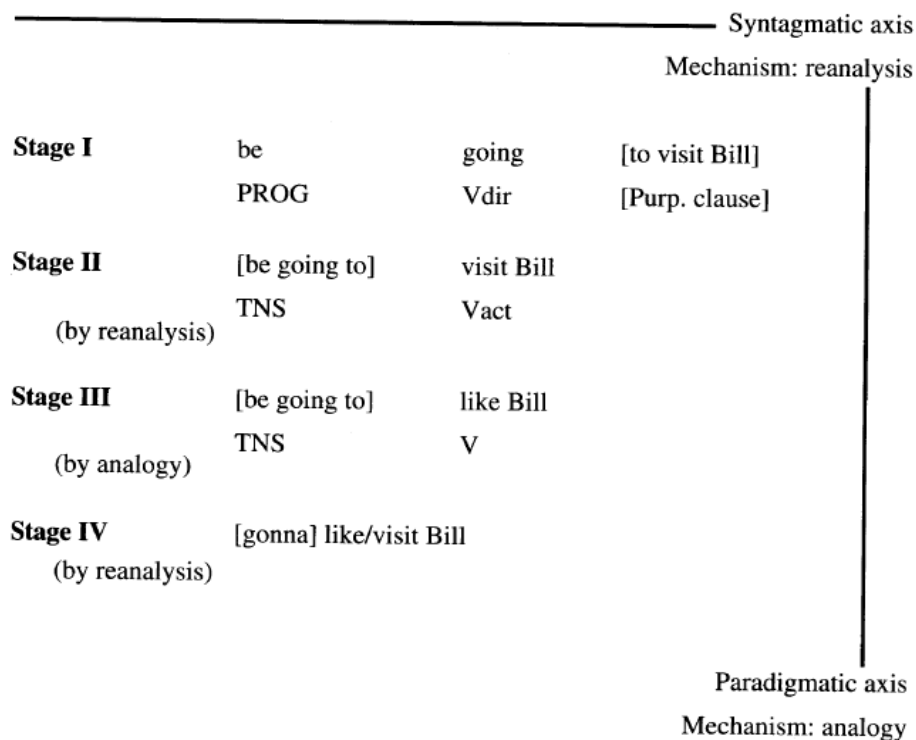 Syntagmatic axis
Mechanism: reanalysis
Stage I be going [to visit Bill]
PROG Vdir [Purp. clause]
Stage II [be going to] visit Bill
TNS Vact
(by reanalysis)
Stage III [be going to] like Bill
TNS V
(by analogy)
Stage IV [gonna] like/visit Bill
(by reanalysis)
Paradigmatic axis
Mechanism: analogy